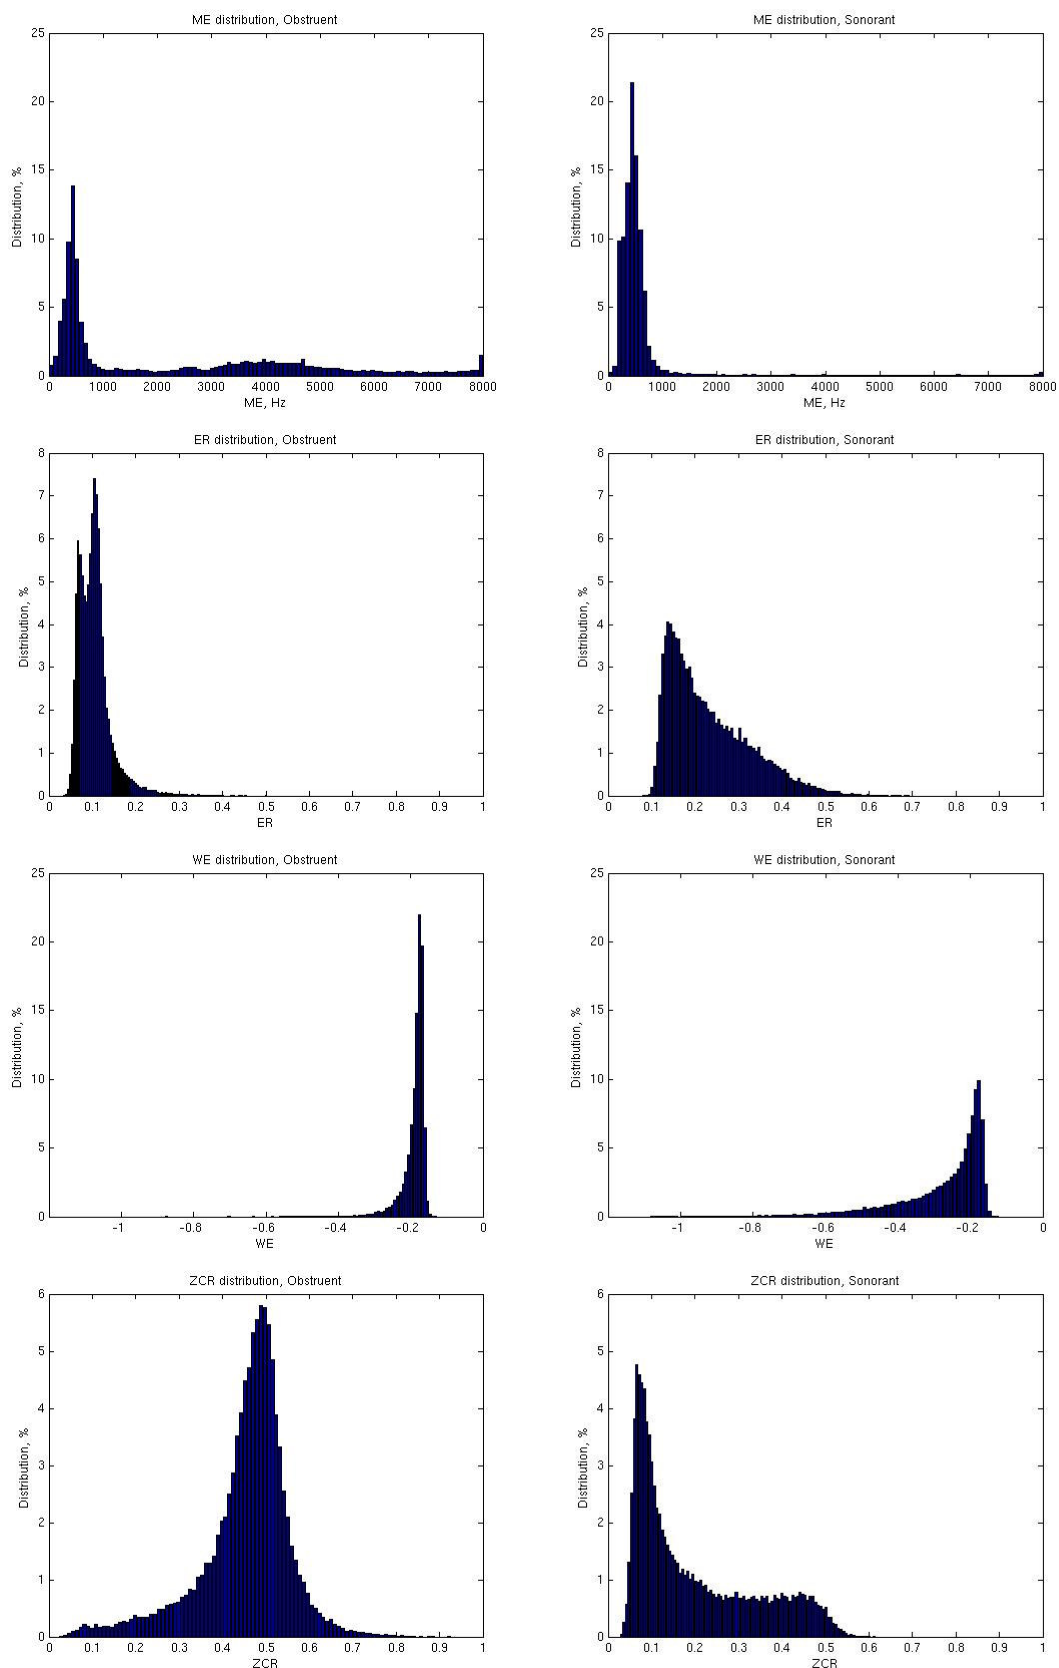 ME distribution, Obstruent
25
20
15
10
5
0
Distribution, %
0 1000 2000 3000 4000 5000 6000 7000 8000
ME, Hz
ME distribution, Sonorant
25
20
15
10
5
0
Distribution, %
0 1000 2000 3000 4000 5000 6000 7000 8000
ME, Hz
ER distribution, Obstruent
8
7
6
5
4
3
2
1
0
Distribution, %
0 0.1 0.2 0.3 0.4 0.5 0.6 0.7 0.8 0.9 1
ER
ER distribution, Sonorant
8
7
6
5
4
3
2
1
0
Distribution, %
0 0.1 0.2 0.3 0.4 0.5 0.6 0.7 0.8 0.9 1
ER
WE distribution, Obstruent
25
20
15
10
5
0
Distribution, %
-1 -0.8 -0.6 -0.4 -0.2 0
WE
WE distribution, Sonorant
25
20
15
10
5
0
Distribution, %
-1 -0.8 -0.6 -0.4 -0.2 0
WE
ZCR distribution, Obstruent
6
5
4
3
2
1
0
Distribution, %
0 0.1 0.2 0.3 0.4 0.5 0.6 0.7 0.8 0.9 1
ZCR
ZCR distribution, Sonorant
6
5
4
3
2
1
0
Distribution, %
0 0.1 0.2 0.3 0.4 0.5 0.6 0.7 0.8 0.9 1
ZCR